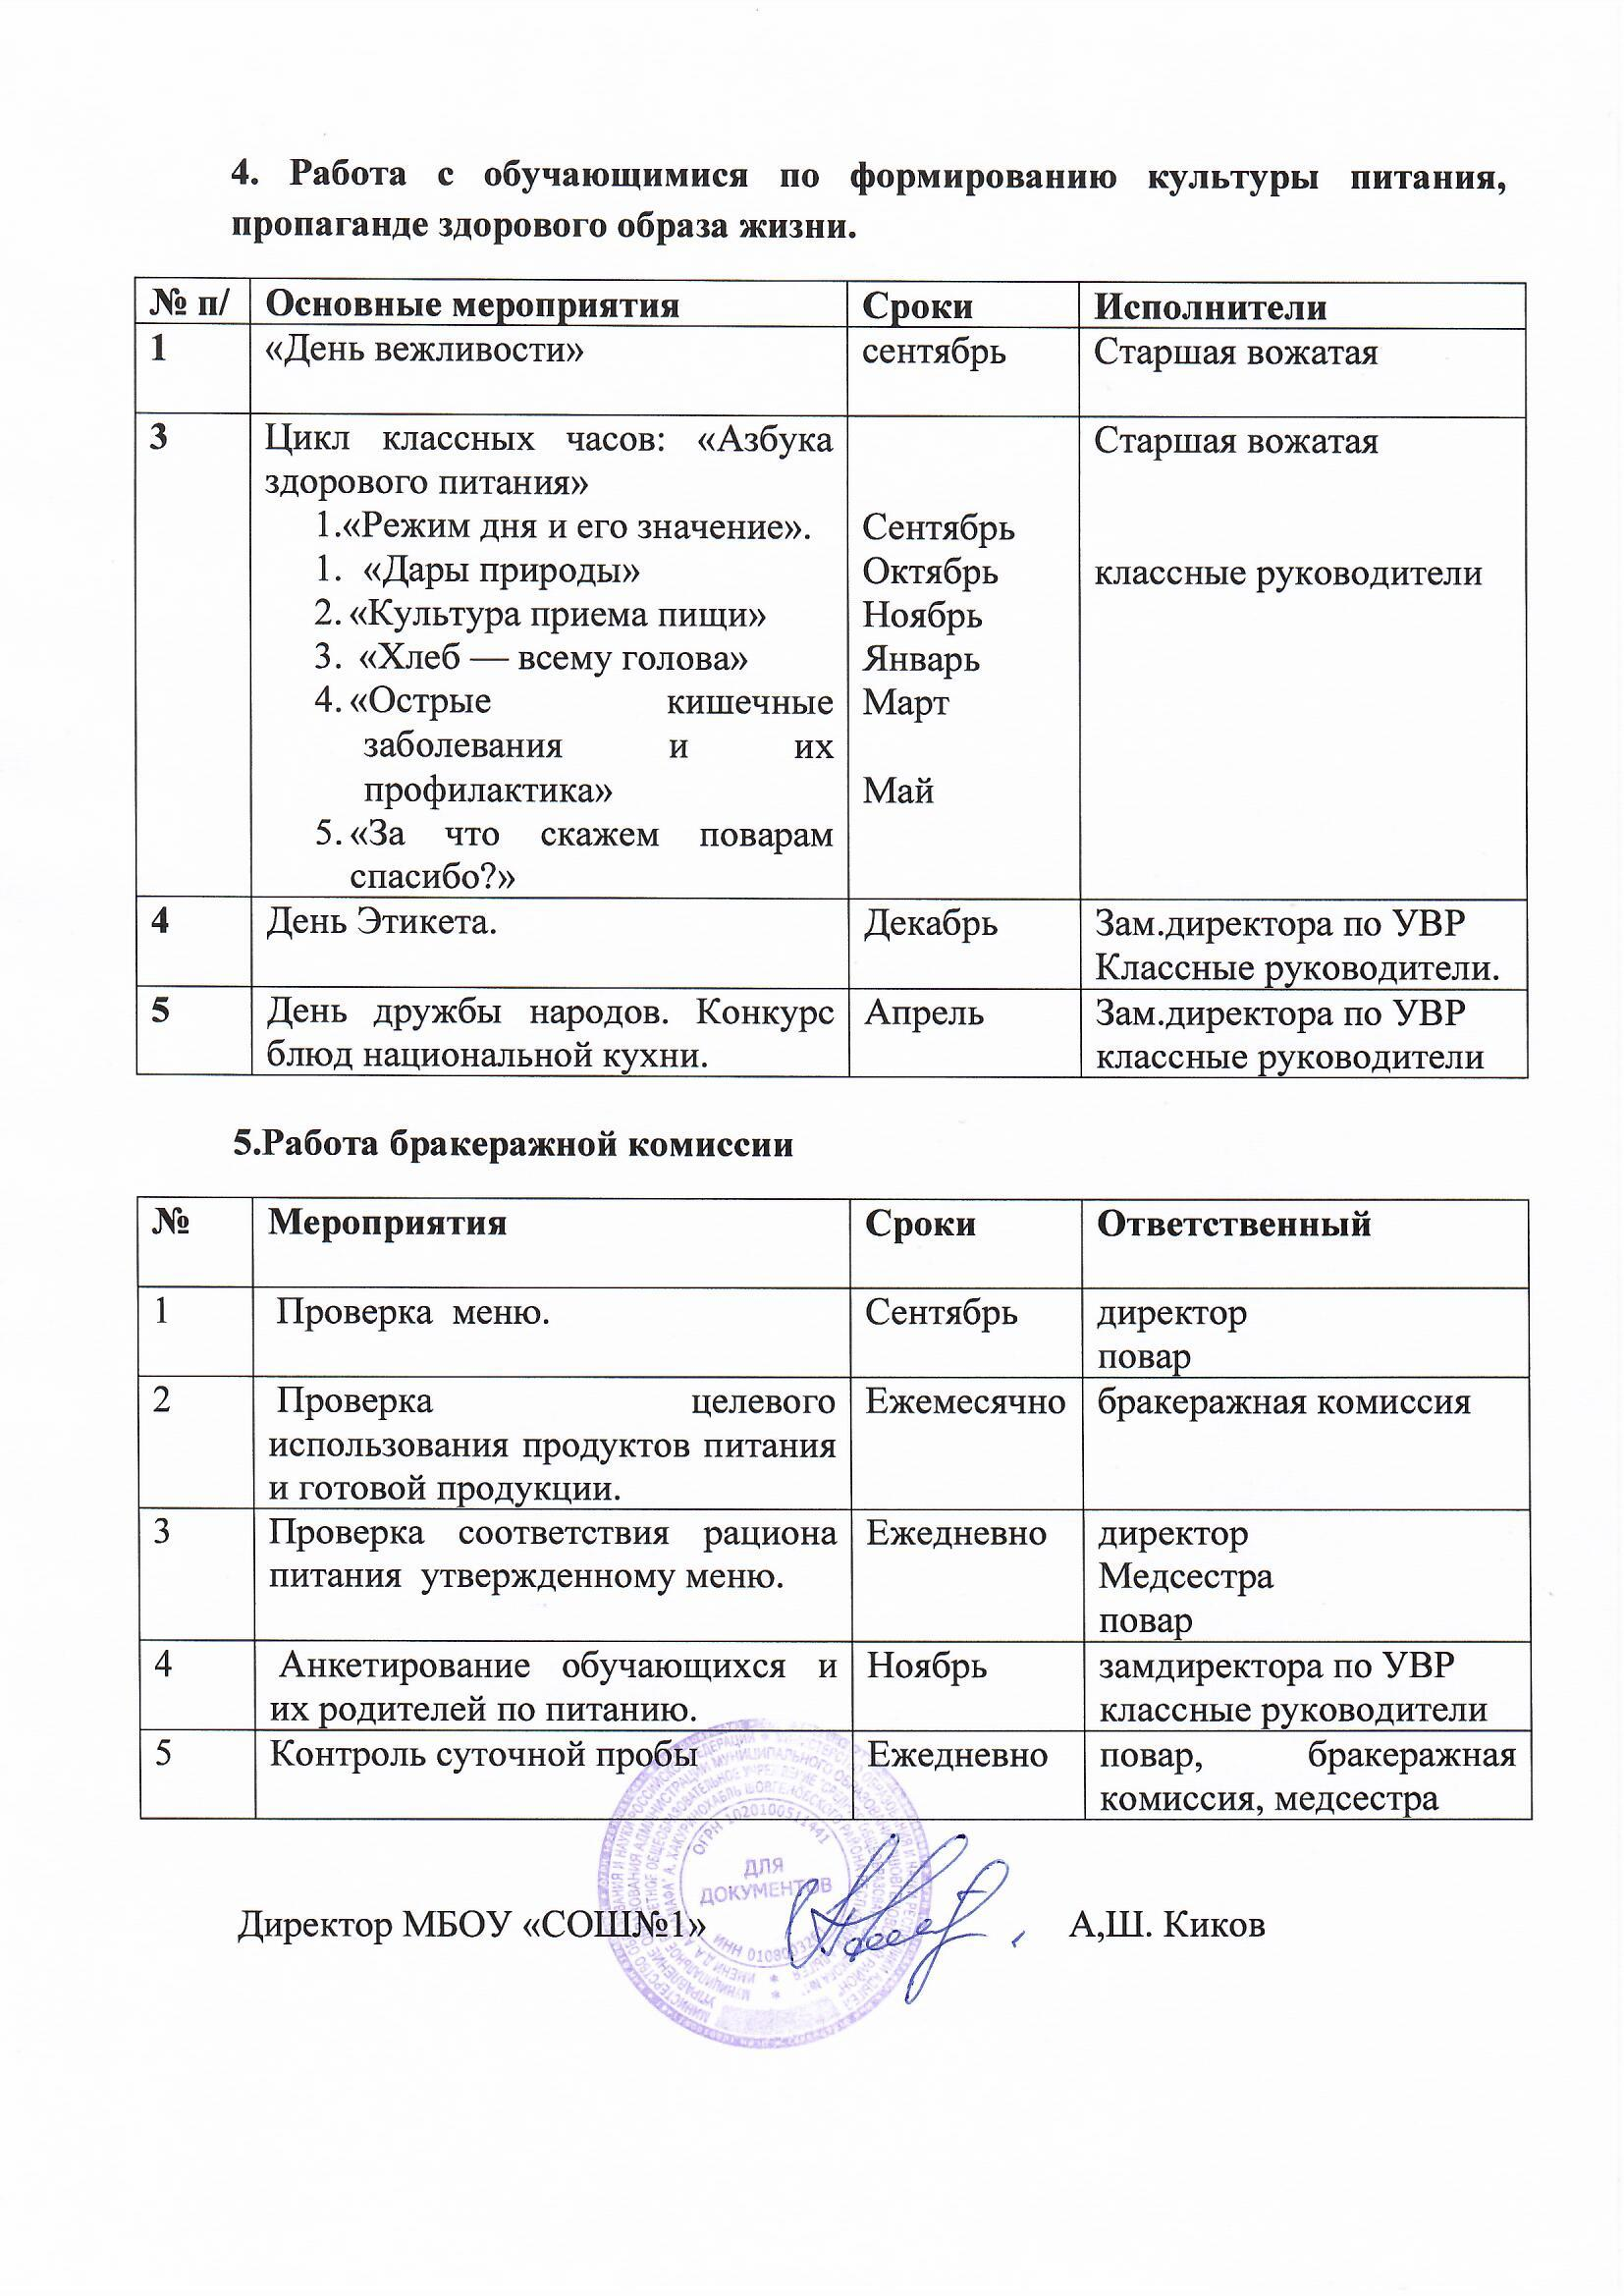 4. Работа с обучающимися по формированию культуры питания,
пропаганде здорового образа жизни.
№ п/ Основные мероприятия Сроки Исполнители
1 «День вежливости» сентябрь Старшая вожатая
3 Цикл классных часов: «Азбука Старшая вожатая
здорового питания»
1.«Режим дня и его значение». Сентябрь
1. «Дары природы» Октябрь классные руководители
2. «Культура приема пищи» Ноябрь
3. «Хлеб — всему голова» Январь
4. «Острые кишечные Март
заболевания и их
профилактика» Май
5. «За что скажем поварам
спасибо?»
4 День Этикета. Декабрь Зам.директора по УВР
Классные руководители.
5 День дружбы народов. Конкурс Апрель Зам.директора по УВР
блюд национальной кухни. классные руководители
5.Работа бракеражной комиссии
№ Мероприятия Сроки Ответственный
1 Проверка меню. Сентябрь директор
повар
2 Проверка целевого Ежемесячно бракеражная комиссия
использования продуктов питания
и готовой продукции.
3 Проверка соответствия рациона Ежедневно директор
питания утвержденному меню. Медсестра
повар
4 Анкетирование обучающихся и Ноябрь замдиректора по УВР
их родителей по питанию. классные руководители
5 Контроль суточной пробы Ежедневно повар, бракеражная
комиссия, медсестра
ОГРН 1020100511441
ДЛЯ
ДОКУМЕНТОВ
ИНН
Директор МБОУ «СОШ№1» А,Ш. Киков